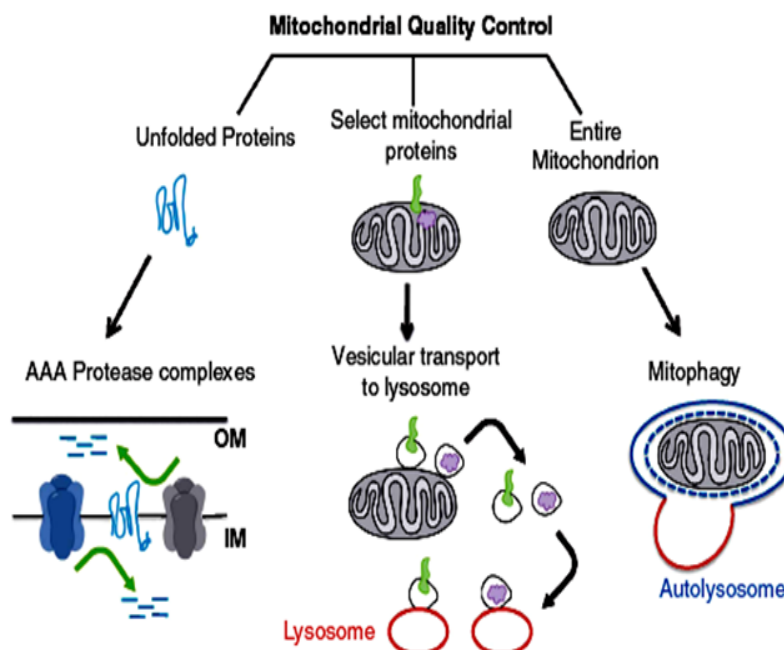 Mitochondrial Quality Control
Unfolded Proteins
Select mitochondrial
proteins
Entire
Mitochondrion
AAA Protease complexes
Vesicular transport
to lysosome
Mitophagy
OM
IM
Lysosome
Autolysosome